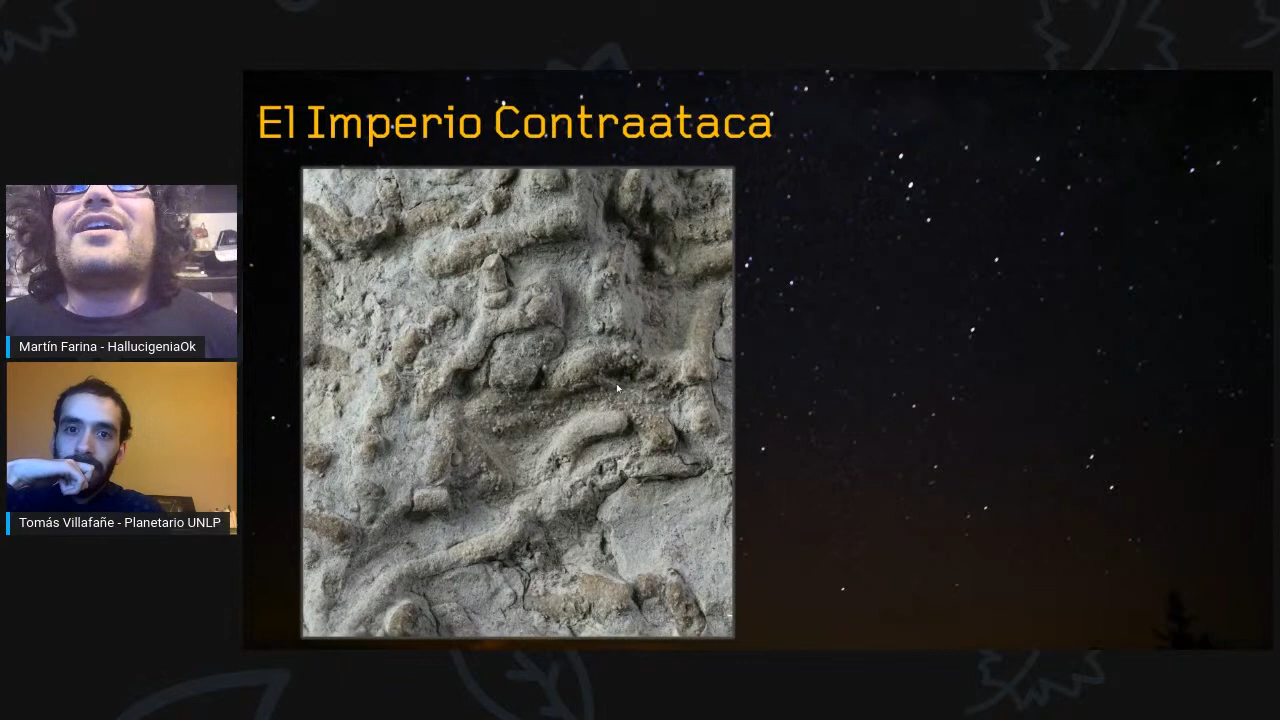 El Imperio Contraataca
Martín Farina - HallucigeniaOk
Tomás Villafañe - Planetario UNLP